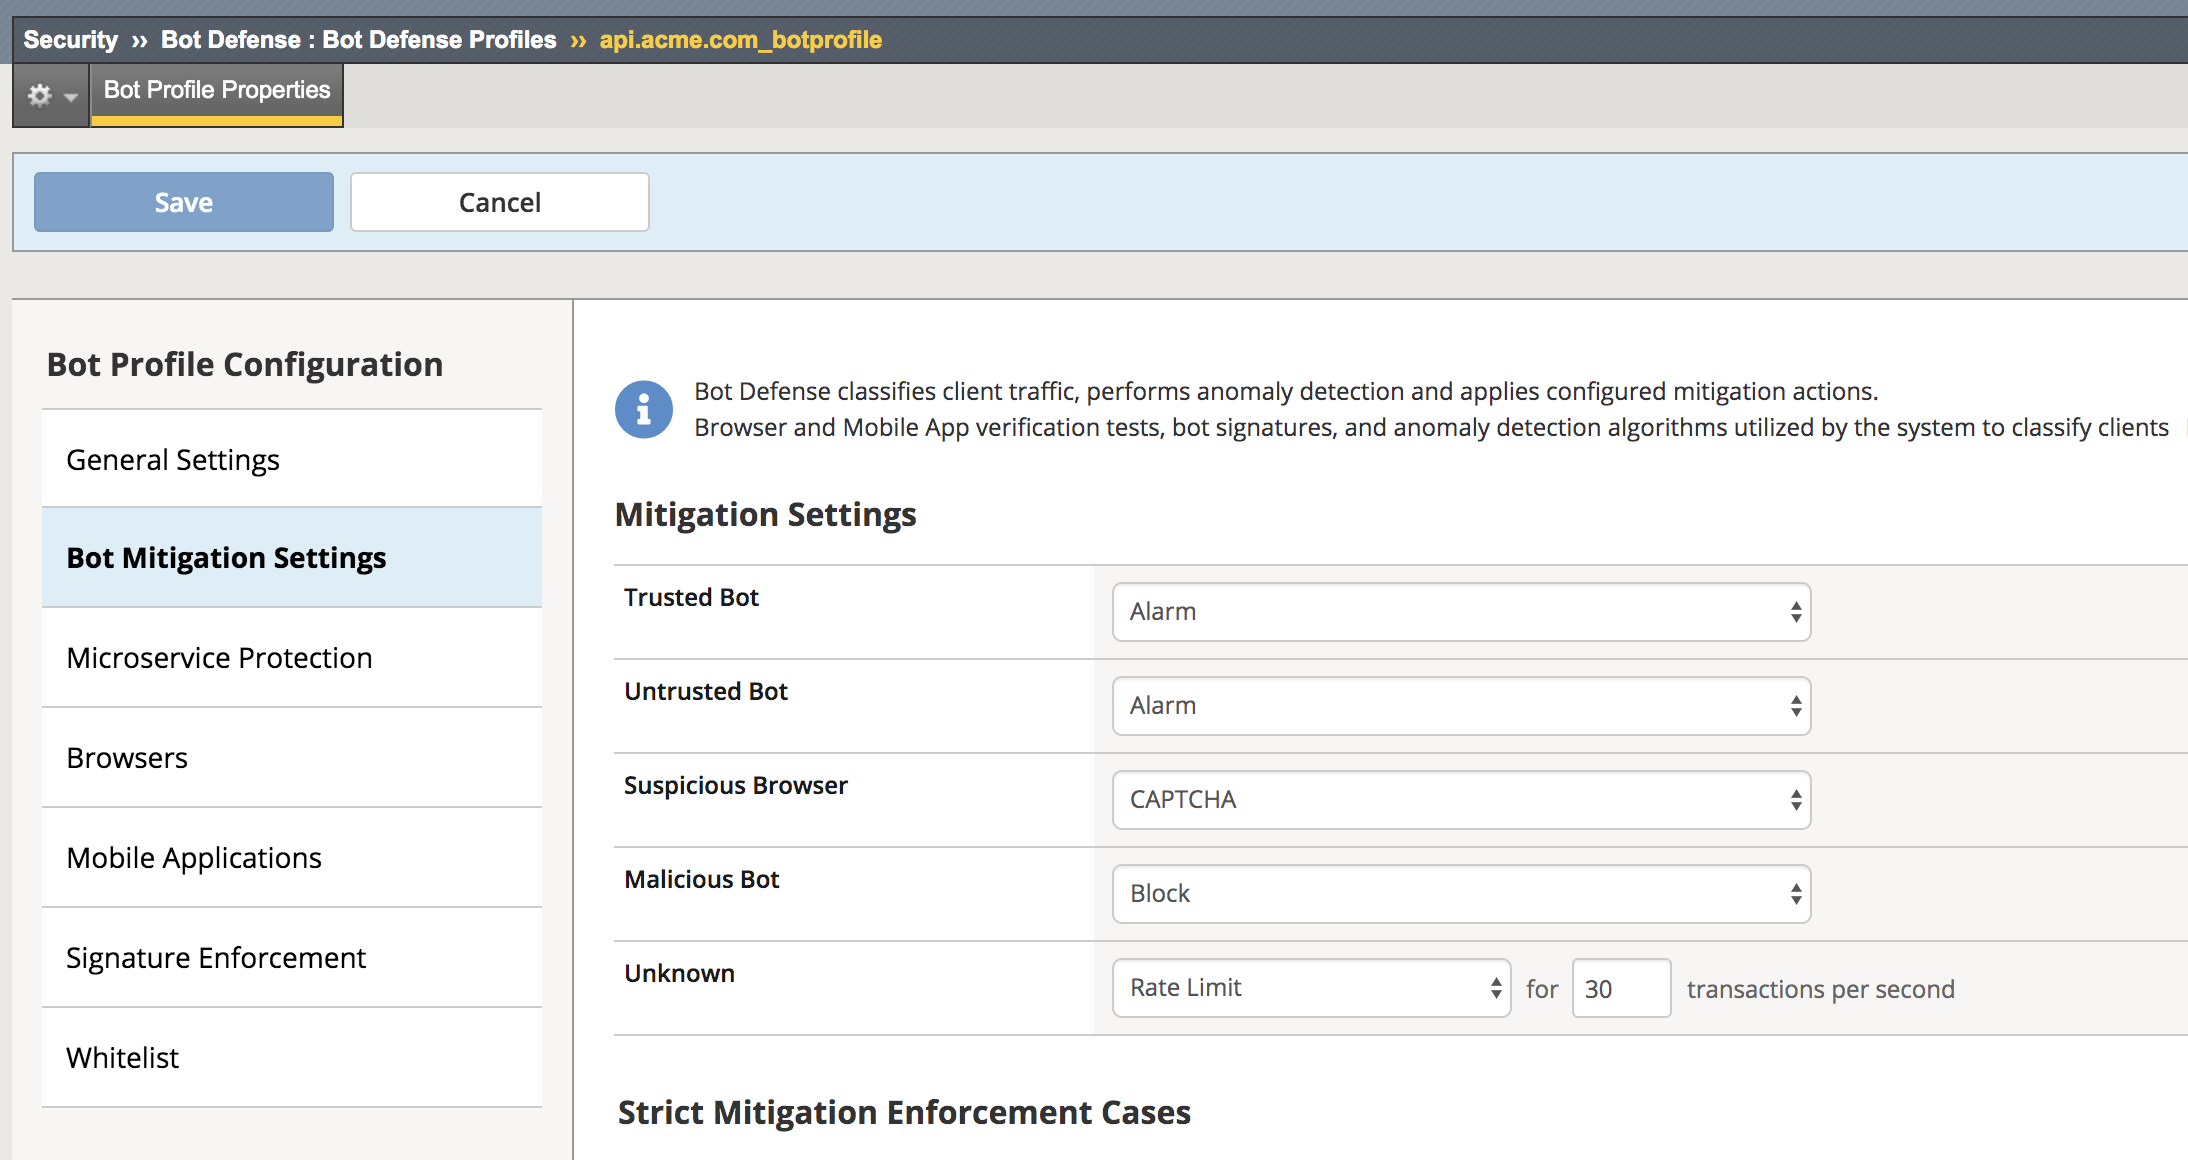 Security ›› Bot Defense : Bot Defense Profiles ›› api.acme.com_botprofile
Bot Profile Properties
Save Cancel
Bot Profile Configuration
General Settings
Bot Mitigation Settings
Microservice Protection
Browsers
Mobile Applications
Signature Enforcement
Whitelist
Bot Defense classifies client traffic, performs anomaly detection and applies configured mitigation actions.
Browser and Mobile App verification tests, bot signatures, and anomaly detection algorithms utilized by the system to classify clients
Mitigation Settings
Trusted Bot Alarm
Untrusted Bot Alarm
Suspicious Browser CAPTCHA
Malicious Bot Block
Unknown Rate Limit for 30 transactions per second
Strict Mitigation Enforcement Cases